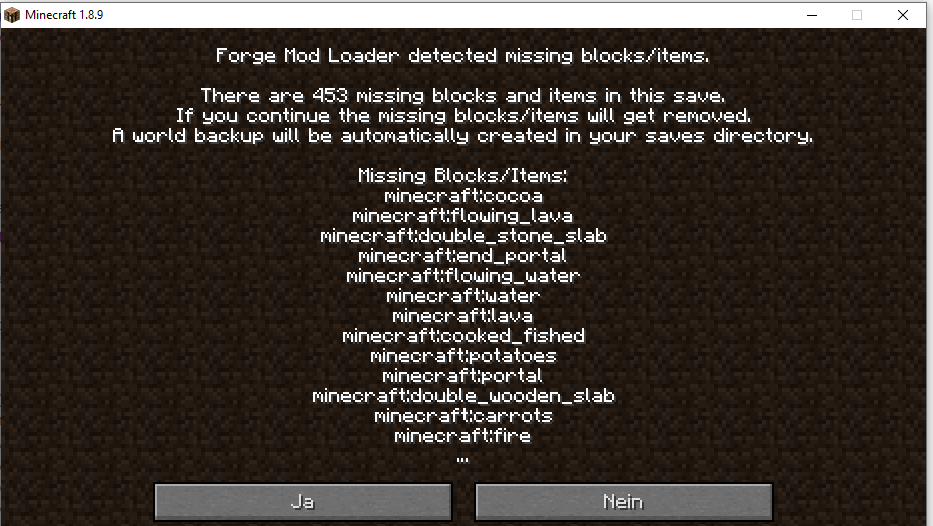 Minecraft 1.8.9
Forge Mod Loader detected missing blocks/items.
There are 453 missing blocks and items in this save.
If you continue the missing blocks/items will get removed.
A world backup will be automatically created in your saves directory.
Missing Blocks/Items:
minecraft:cocoa
minecraft:flowing_lava
minecraft:double_stone_slab
minecraft:end_portal
minecraft:flowing_water
minecraft:water
minecraft:lava
minecraft:cooked_fished
minecraft:potatoes
minecraft:portal
minecraft:double_wooden_slab
minecraft:carrots
minecraft:fire
...
Ja
Nein